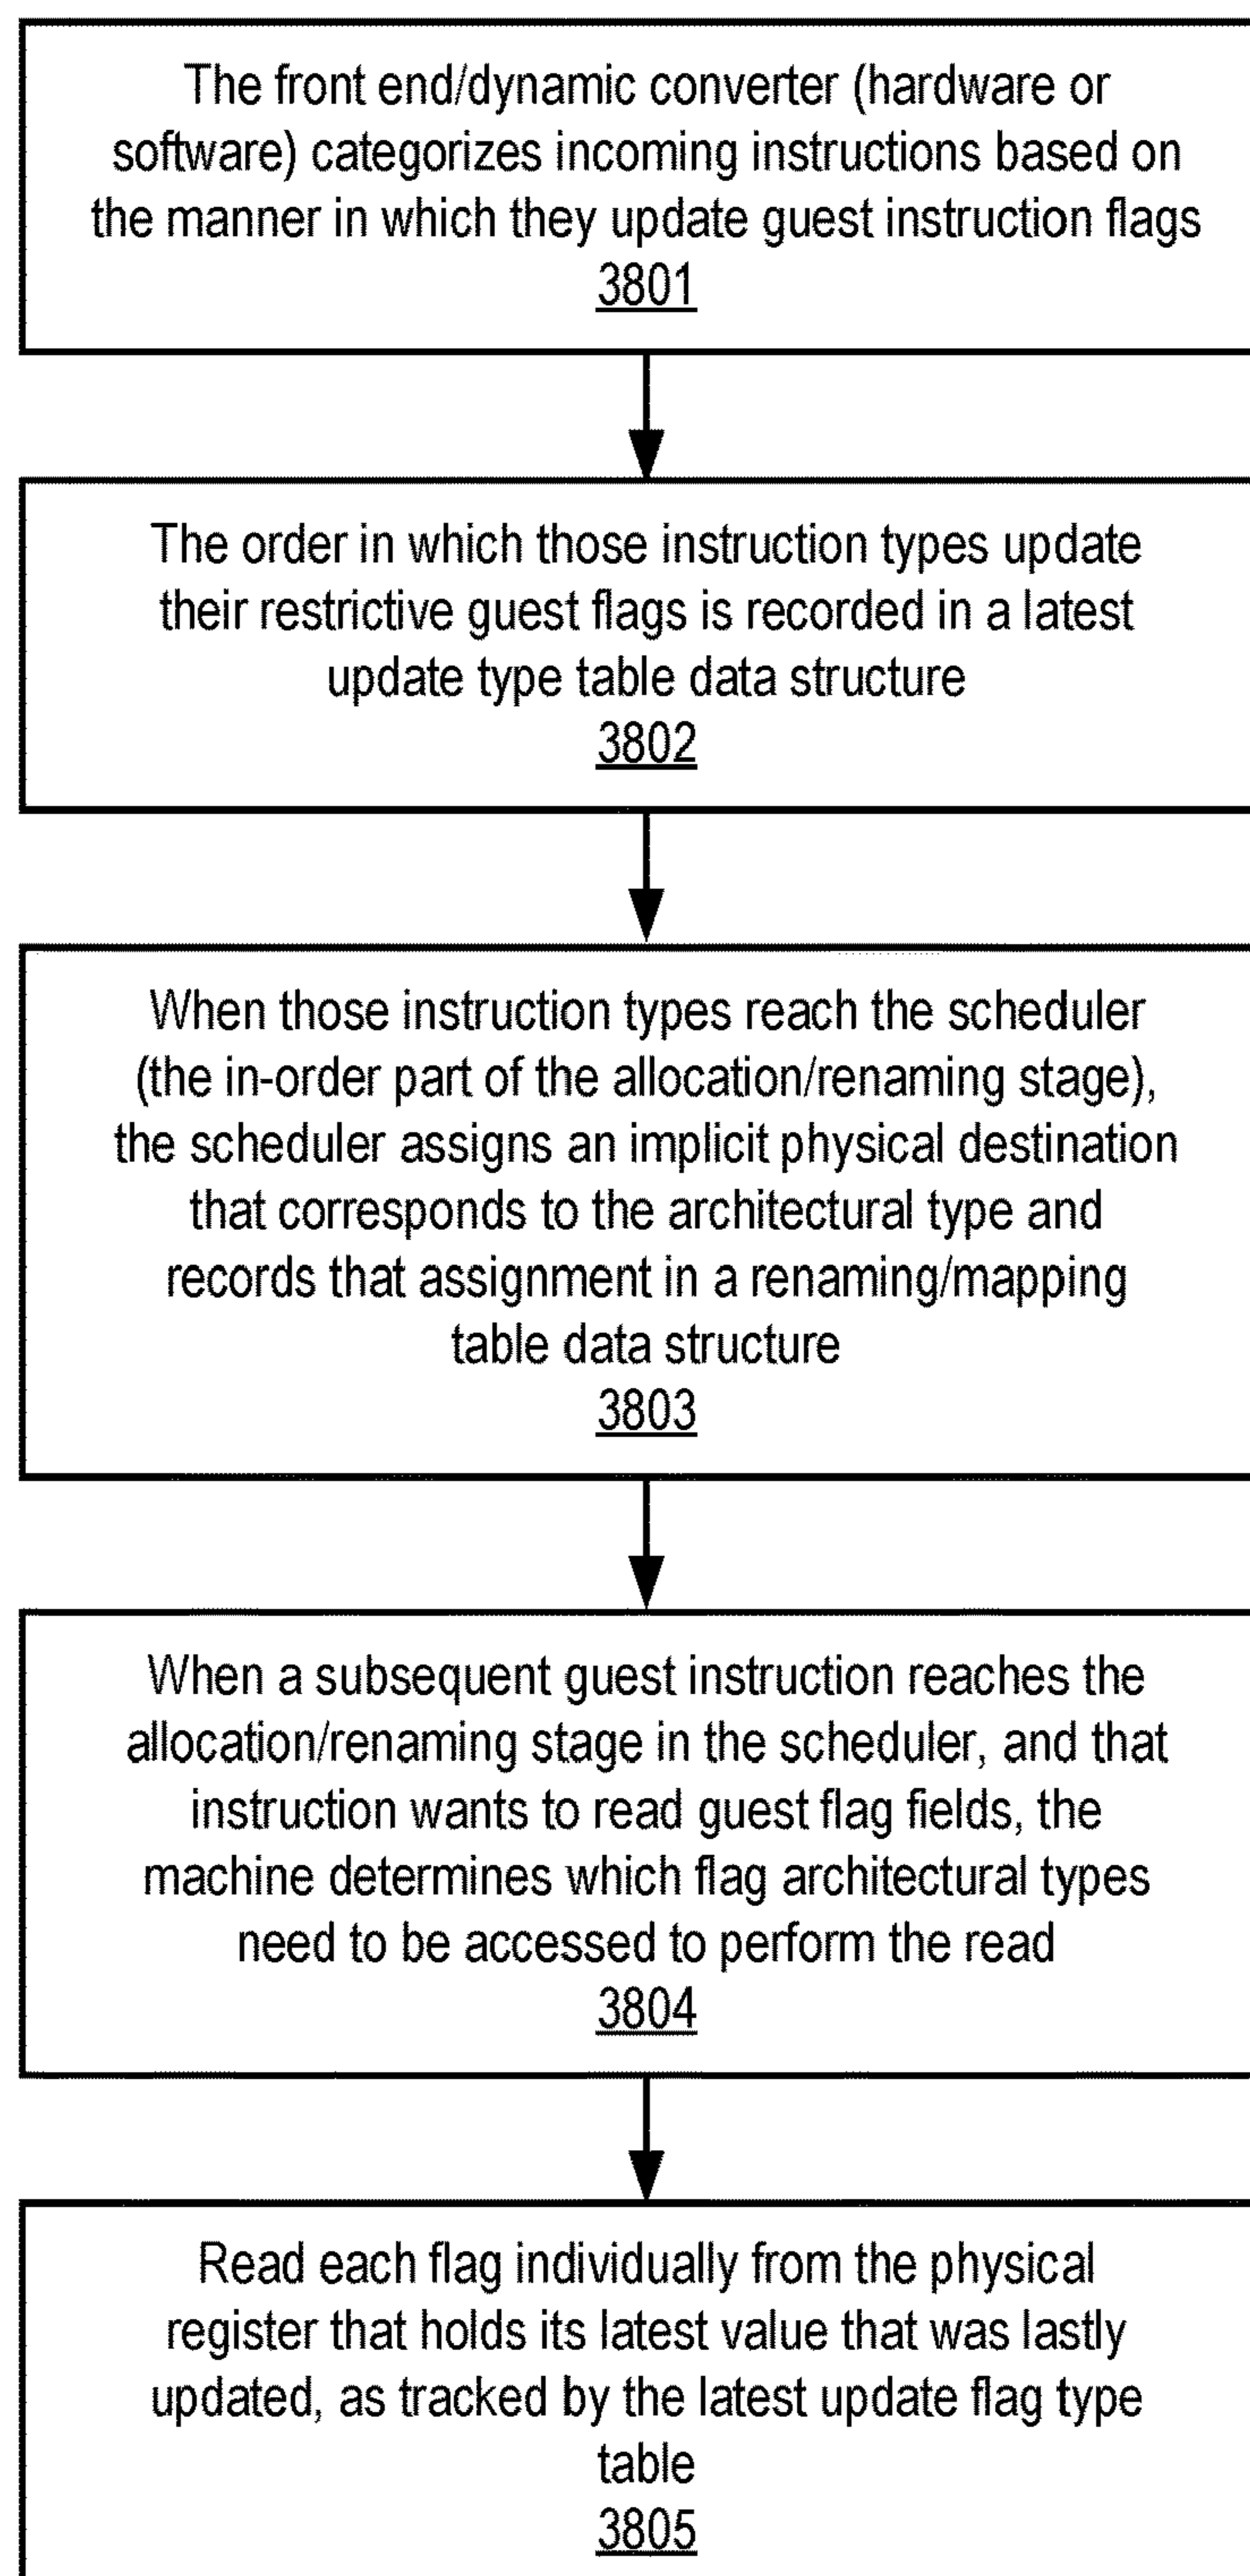 The front end/dynamic converter (hardware or
software) categorizes incoming instructions based on
the manner in which they update guest instruction flags
3801
The order in which those instruction types update
their restrictive guest flags is recorded in a latest
update type table data structure
3802
When those instruction types reach the scheduler
(the in-order part of the allocation/renaming stage),
the scheduler assigns an implicit physical destination
that corresponds to the architectural type and
records that assignment in a renaming/mapping
table data structure
3803
When a subsequent guest instruction reaches the
allocation/renaming stage in the scheduler, and that
instruction wants to read guest flag fields, the
machine determines which flag architectural types
need to be accessed to perform the read
3804
Read each flag individually from the physical
register that holds its latest value that was lastly
updated, as tracked by the latest update flag type
table
3805